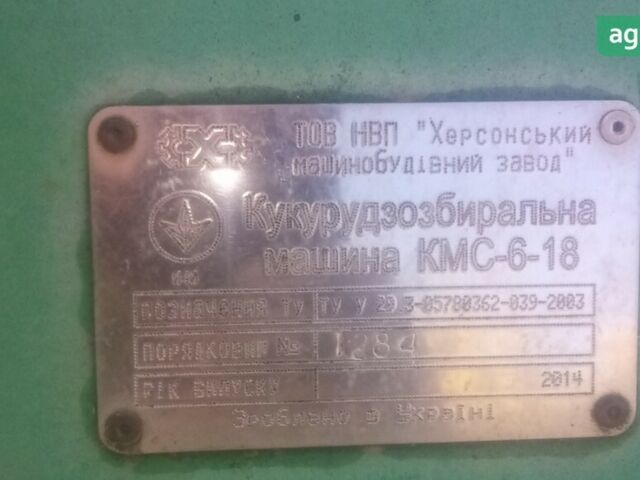 ag
ТОВ НВП "Херсонський
машинобудівний завод"
Кукурудзозбиральна
машина КМС-6-18
ПОЗНАЧЕННЯ ТУ ТУ У 29.3-05780362-039-2003
ПОРЯДКОВИЙ № 1284
РІК ВИПУСКУ 2014
Зроблено в Україні